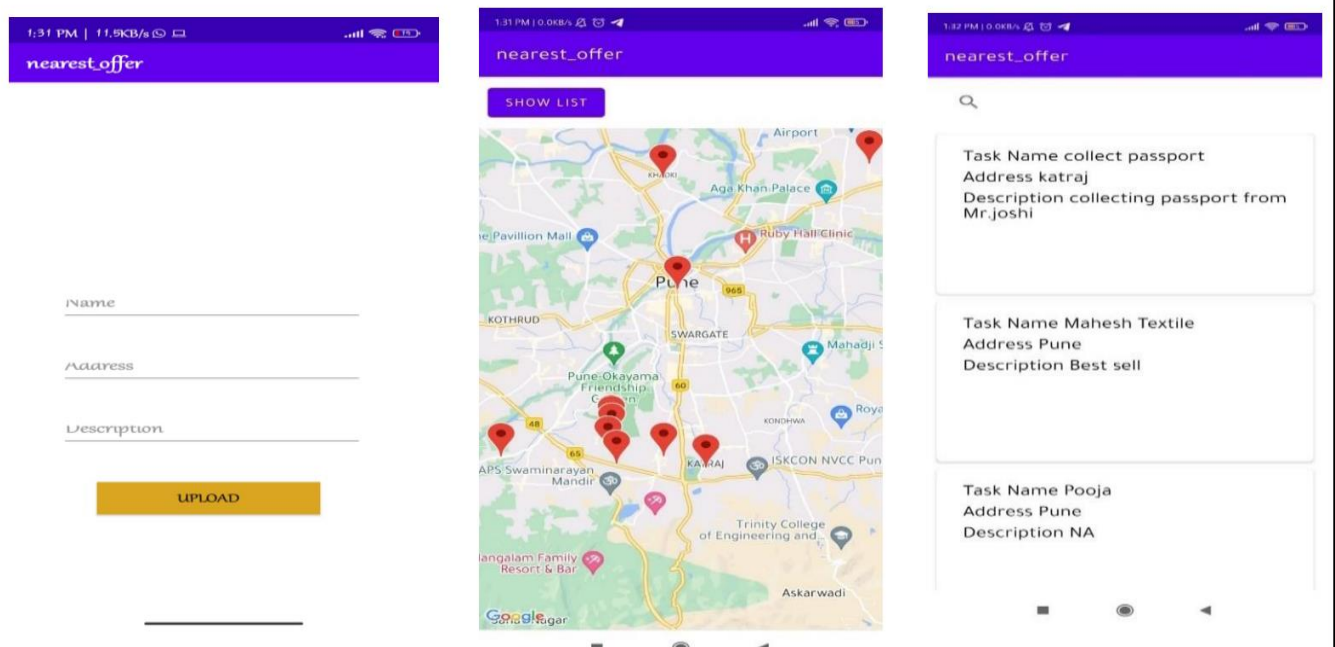 1:31 PM | 11.5KB/s
nearest_offer
Name
Address
Description
UPLOAD
1:31 PM | 0.0KB/s
nearest_offer
SHOW LIST
Airport
KHADKI
Aga Khan Palace
Pavillion Mall
Ruby Hall Clinic
Pune
965
KOTHRUD
SWARGATE
Mahadji S
Pune-Okayama
Friendship
60
48
KONDHWA
Roya
65
KATRAJ
ISKCON NVCC Pun
APS Swaminarayan
Mandir
Trinity College
of Engineering and
langalam Family
Resort & Bar
Askarwadi
Google
1:32 PM | 0.0KB/s
nearest_offer
Task Name collect passport
Address katraj
Description collecting passport from
Mr.joshi
Task Name Mahesh Textile
Address Pune
Description Best sell
Task Name Pooja
Address Pune
Description NA